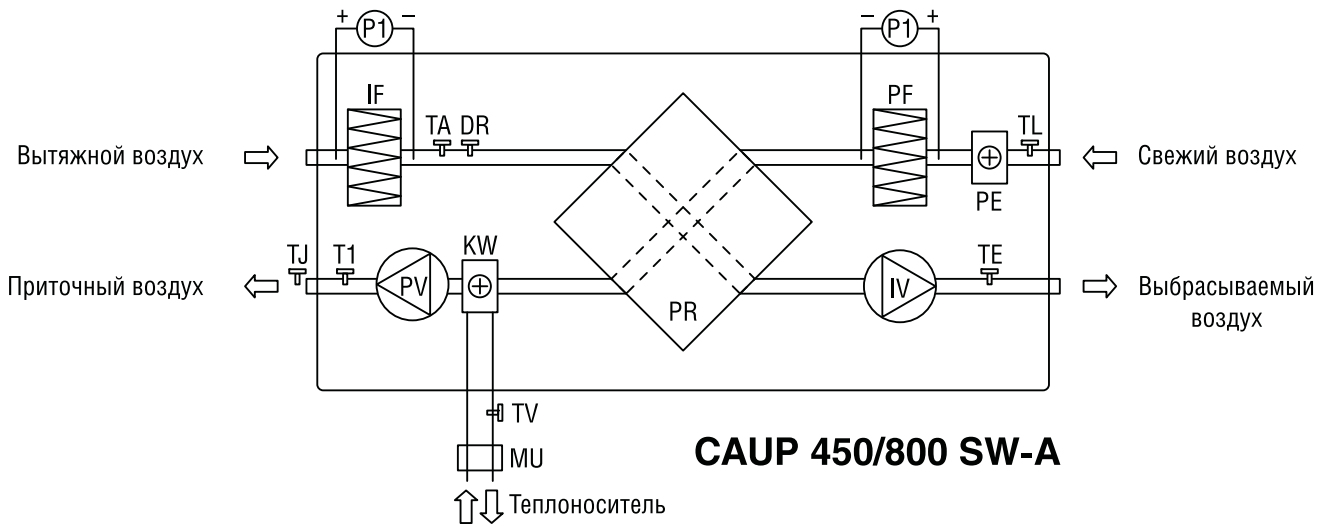 + P1 − − P1 +
IF PF
TA DR TL
Вытяжной воздух Свежий воздух
PE
TJ T1 KW TE
Приточный воздух PV IV Выбрасываемый
воздух
PR
TV
CAUP 450/800 SW-A
MU
Теплоноситель